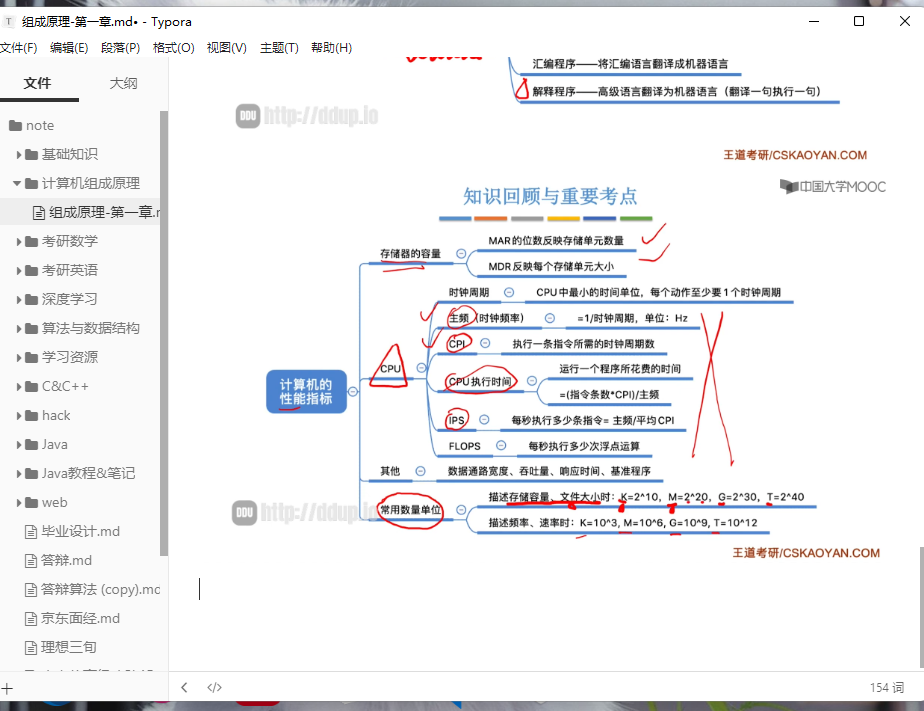 组成原理-第一章.md• - Typora
文件(F) 编辑(E) 段落(P) 格式(O) 视图(V) 主题(T) 帮助(H)
文件 大纲
note
基础知识
计算机组成原理
组成原理-第一章.r
考研数学
考研英语
深度学习
算法与数据结构
学习资源
C&C++
hack
Java
Java教程&笔记
web
毕业设计.md
答辩.md
答辩算法 (copy).mc
京东面经.md
理想三旬
汇编程序——将汇编语言翻译成机器语言
解释程序——高级语言翻译为机器语言（翻译一句执行一句）
DDU http://ddup.io
王道考研/CSKAOYAN.COM
中国大学MOOC
知识回顾与重要考点
计算机的
性能指标
存储器的容量
MAR的位数反映存储单元数量
MDR反映每个存储单元大小
CPU
时钟周期
CPU中最小的时间单位，每个动作至少要1个时钟周期
主频（时钟频率）
=1/时钟周期，单位：Hz
CPI
执行一条指令所需的时钟周期数
CPU执行时间
运行一个程序所花费的时间
=(指令条数*CPI)/主频
IPS
每秒执行多少条指令= 主频/平均CPI
FLOPS
每秒执行多少次浮点运算
其他
数据通路宽度、吞吐量、响应时间、基准程序
常用数量单位
描述存储容量、文件大小时：K=2^10，M=2^20，G=2^30，T=2^40
描述频率、速率时：K=10^3, M=10^6, G=10^9, T=10^12
DDU http://ddup.io
王道考研/CSKAOYAN.COM
154 词